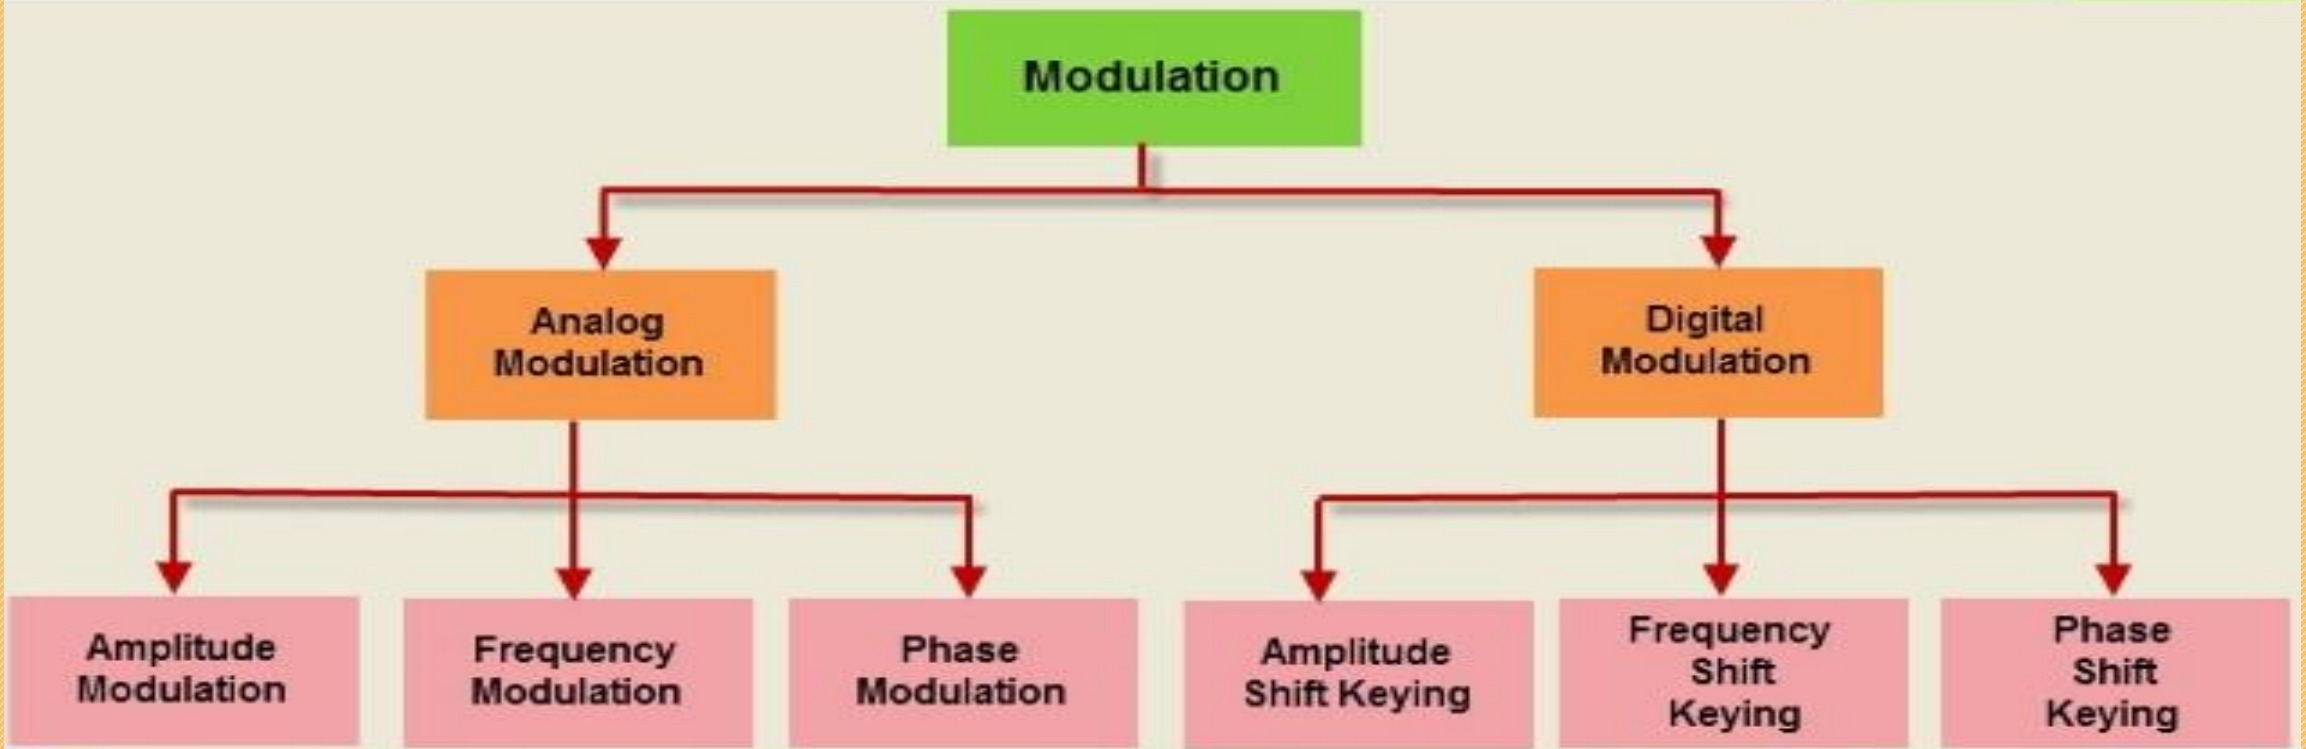 Modulation
Analog
Modulation
Digital
Modulation
Amplitude
Modulation
Frequency
Modulation
Phase
Modulation
Amplitude
Shift Keying
Frequency
Shift
Keying
Phase
Shift
Keying